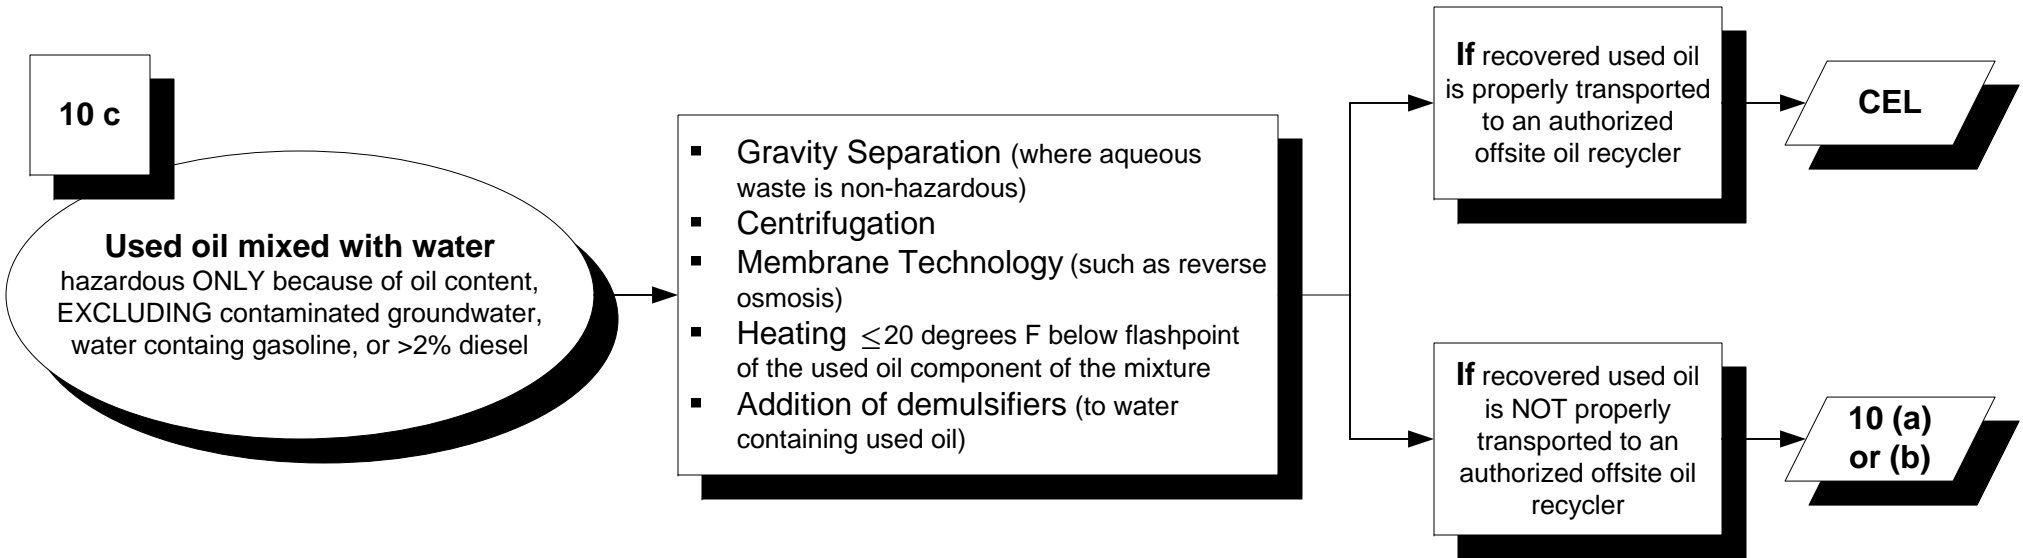 10 c
Used oil mixed with water
hazardous ONLY because of oil content,
EXCLUDING contaminated groundwater,
water containg gasoline, or >2% diesel
▪ Gravity Separation (where aqueous
waste is non-hazardous)
▪ Centrifugation
▪ Membrane Technology (such as reverse
osmosis)
▪ Heating ≤20 degrees F below flashpoint
of the used oil component of the mixture
▪ Addition of demulsifiers (to water
containing used oil)
If recovered used oil
is properly transported
to an authorized
offsite oil recycler
CEL
If recovered used oil
is NOT properly
transported to an
authorized offsite oil
recycler
10 (a)
or (b)